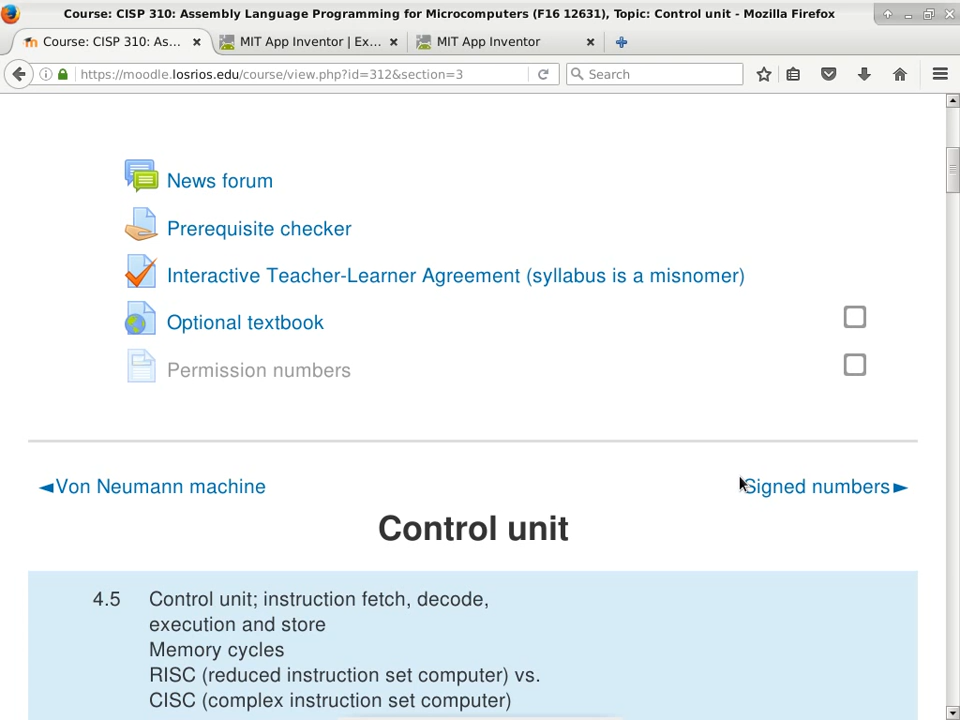 Course: CISP 310: Assembly Language Programming for Microcomputers (F16 12631), Topic: Control unit - Mozilla Firefox
Course: CISP 310: As...
MIT App Inventor | Ex...
MIT App Inventor
https://moodle.losrios.edu/course/view.php?id=312&section=3
Search
News forum
Prerequisite checker
Interactive Teacher-Learner Agreement (syllabus is a misnomer)
Optional textbook
Permission numbers
◄Von Neumann machine
Signed numbers►
Control unit
4.5 Control unit; instruction fetch, decode,
execution and store
Memory cycles
RISC (reduced instruction set computer) vs.
CISC (complex instruction set computer)